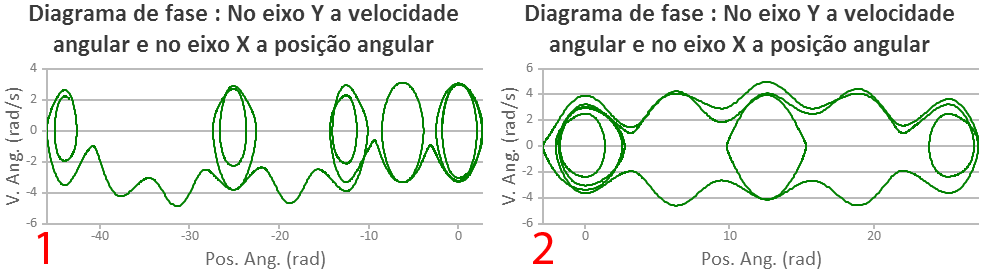 Diagrama de fase : No eixo Y a velocidade
angular e no eixo X a posição angular
4
2
0
-2
-4
-6
V. Ang. (rad/s)
-40
-30
-20
-10
0
Pos. Ang. (rad)
1
Diagrama de fase : No eixo Y a velocidade
angular e no eixo X a posição angular
6
4
2
0
-2
-4
-6
V. Ang. (rad/s)
0
10
20
Pos. Ang. (rad)
2